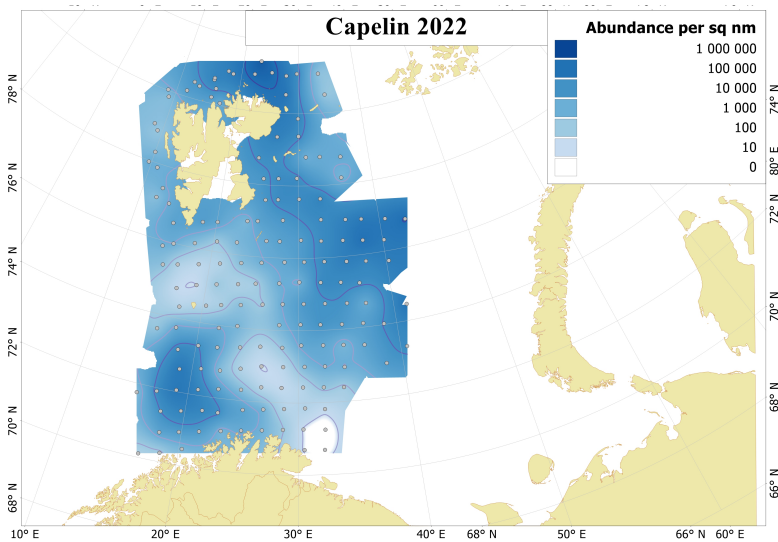 Capelin 2022
Abundance per sq nm
1 000 000
100 000
10 000
1 000
100
10
0
78° N
76° N
74° N
72° N
70° N
68° N
74° N
80° E
72° N
70° N
68° N
66° N
10° E
20° E
30° E
40° E
68° N
50° E
66° N
60° E